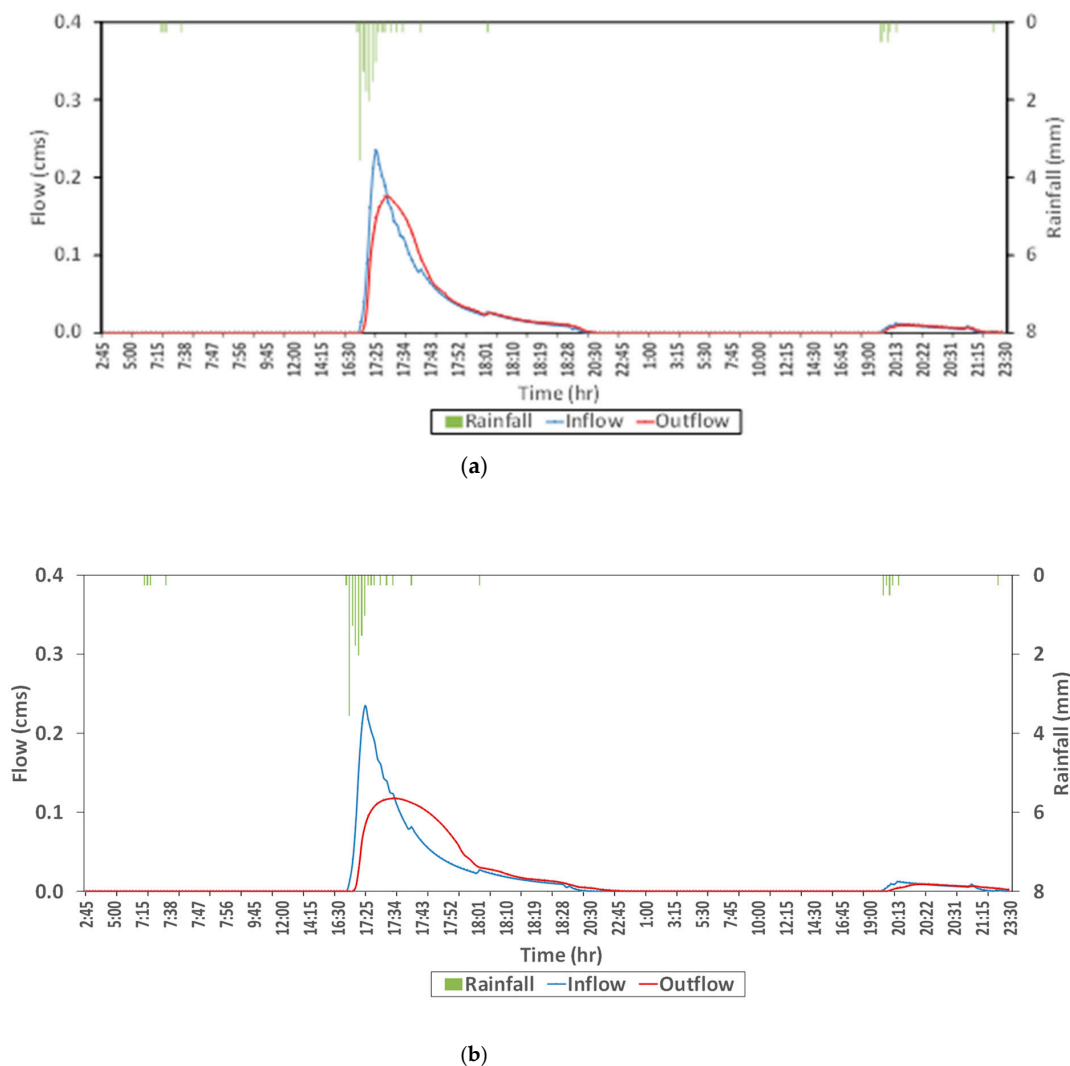 0.4
0.3
0.2
0.1
0.0
Flow (cms)
0
2
4
6
8
Rainfall (mm)
2:45 5:00 7:15 7:38 7:47 7:56 9:45 12:00 14:15 16:30 17:25 17:34 17:43 17:52 18:01 18:10 18:19 18:28 20:30 22:45 1:00 3:15 5:30 7:45 10:00 12:15 14:30 16:45 19:00 20:13 20:22 20:31 21:15 23:30
Time (hr)
Rainfall Inflow Outflow
(a)
0.4
0.3
0.2
0.1
0.0
Flow (cms)
0
2
4
6
8
Rainfall (mm)
2:45 5:00 7:15 7:38 7:47 7:56 9:45 12:00 14:15 16:30 17:25 17:34 17:43 17:52 18:01 18:10 18:19 18:28 20:30 22:45 1:00 3:15 5:30 7:45 10:00 12:15 14:30 16:45 19:00 20:13 20:22 20:31 21:15 23:30
Time (hr)
Rainfall Inflow Outflow
(b)